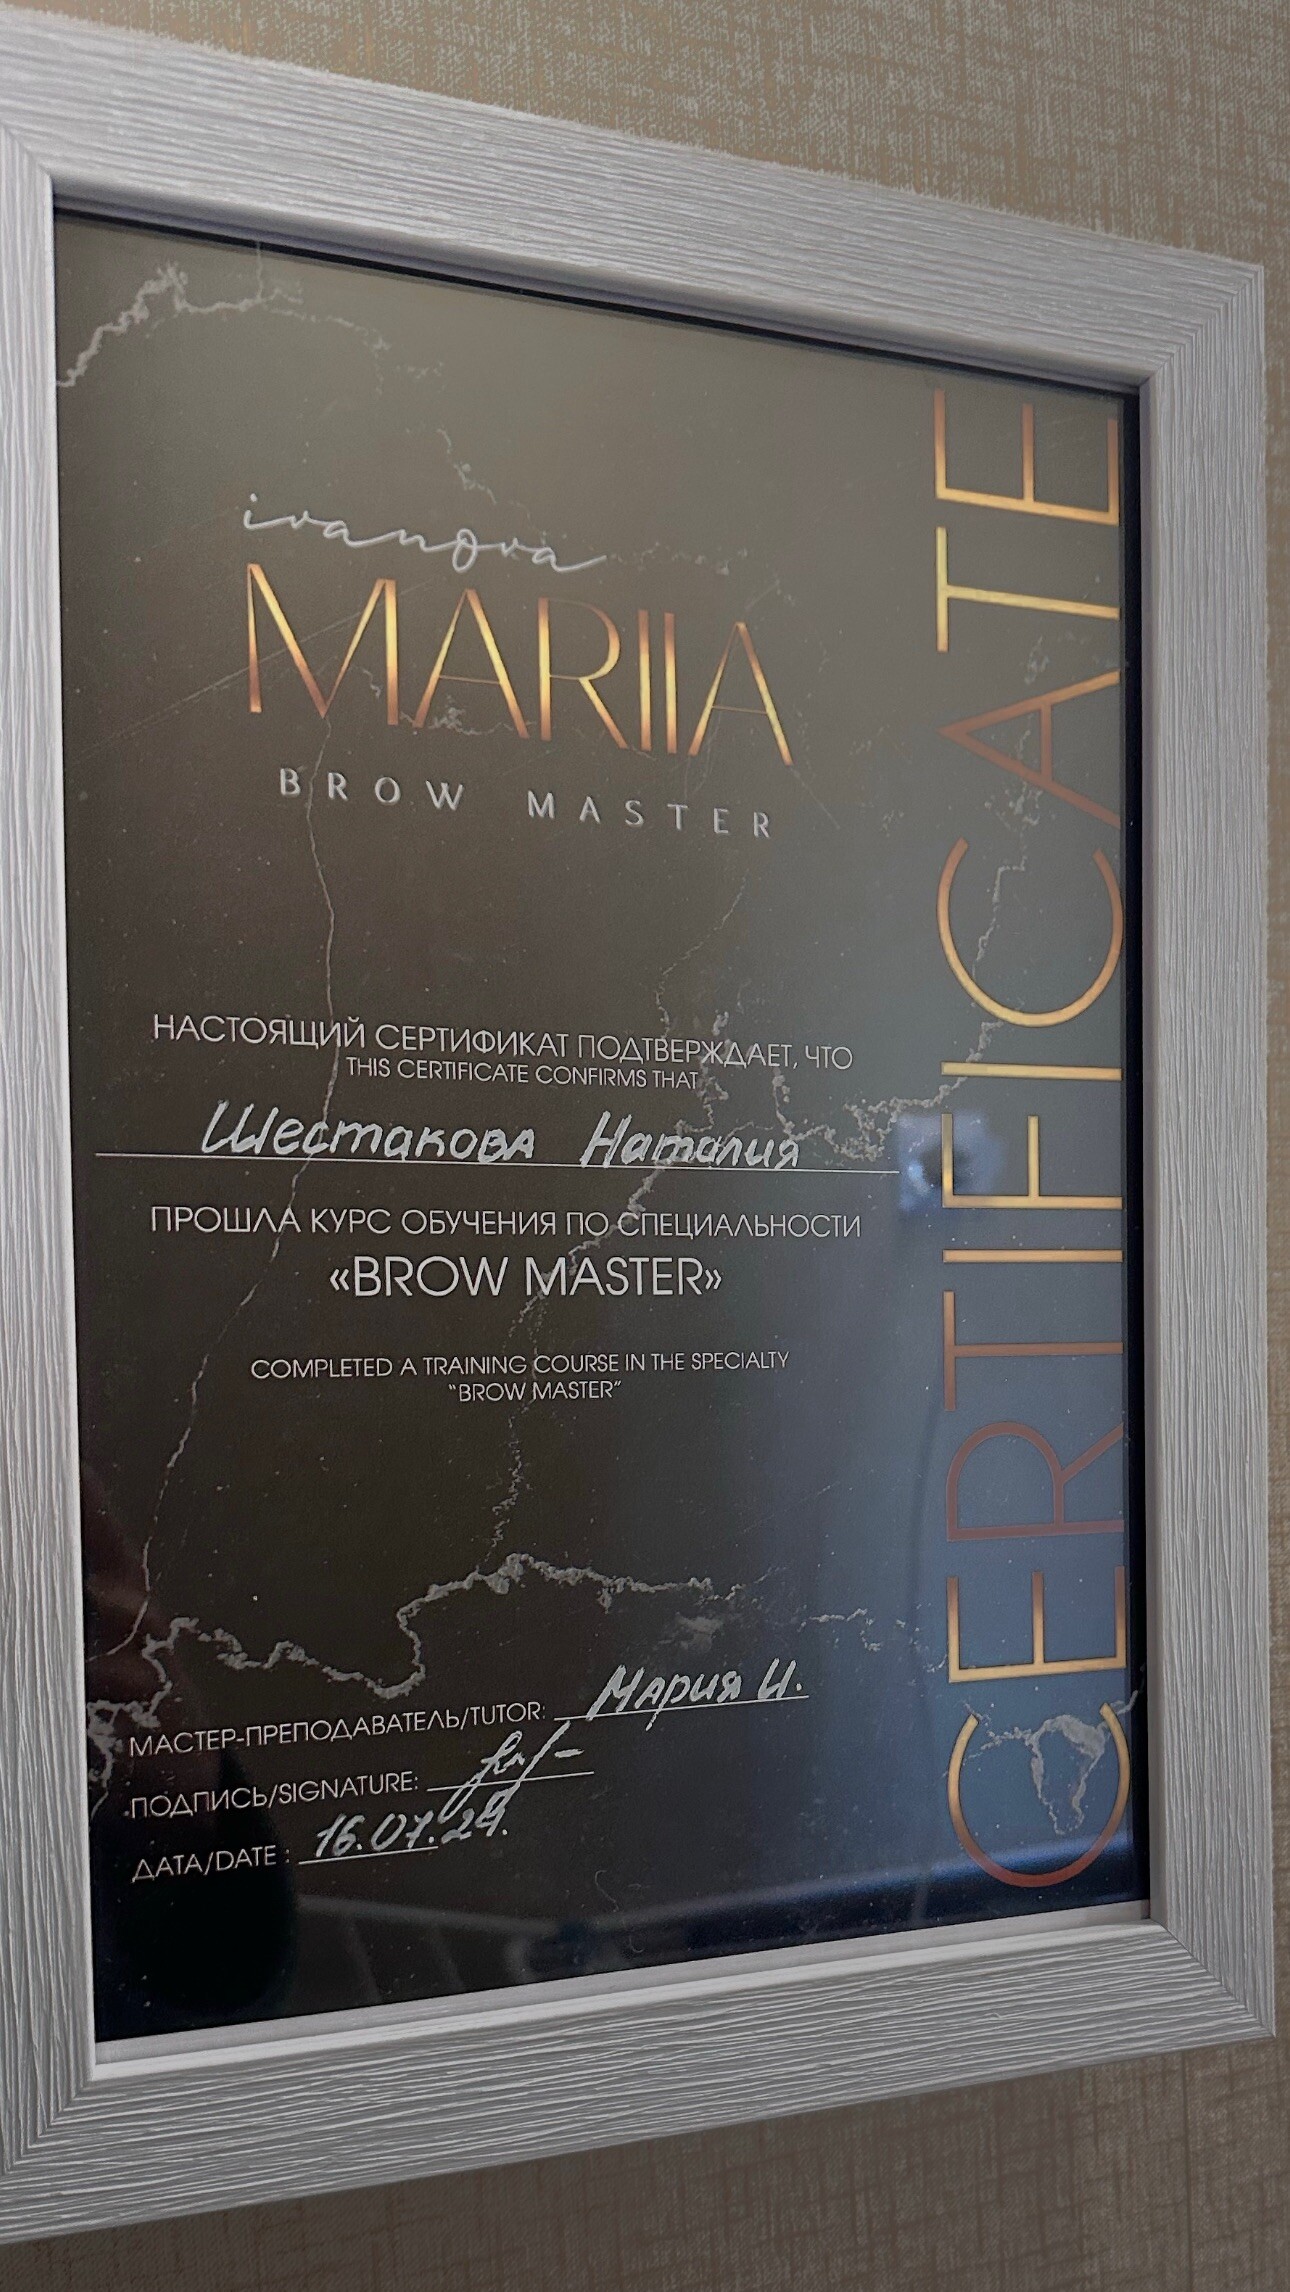 ivanova
MARIIA
BROW MASTER
НАСТОЯЩИЙ СЕРТИФИКАТ ПОДТВЕРЖДАЕТ, ЧТО
THIS CERTIFICATE CONFIRMS THAT
Шестакова Наталия
ПРОШЛА КУРС ОБУЧЕНИЯ ПО СПЕЦИАЛЬНОСТИ
«BROW MASTER»
COMPLETED A TRAINING COURSE IN THE SPECIALTY
“BROW MASTER”
МАСТЕР-ПРЕПОДАВАТЕЛЬ/TUTOR: Мария И.
ПОДПИСЬ/SIGNATURE:
ДАТА/DATE : 16.07.24.
CERTIFICATE